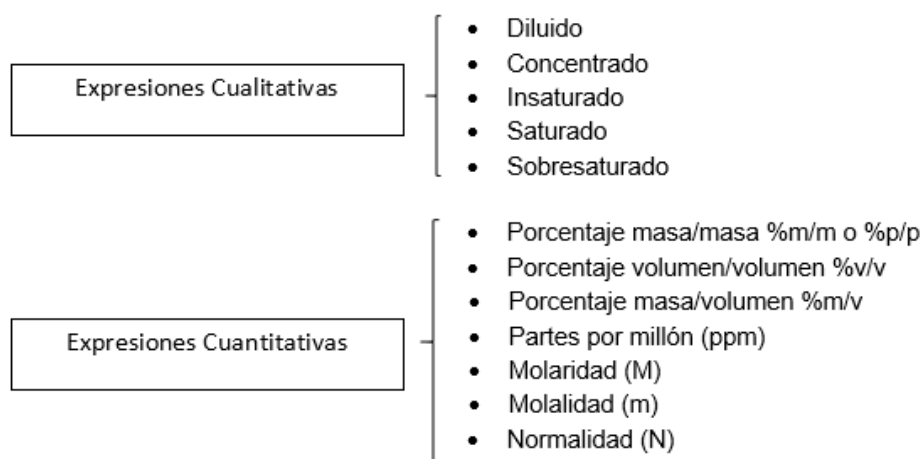 Expresiones Cualitativas
• Diluido
• Concentrado
• Insaturado
• Saturado
• Sobresaturado
Expresiones Cuantitativas
• Porcentaje masa/masa %m/m o %p/p
• Porcentaje volumen/volumen %v/v
• Porcentaje masa/volumen %m/v
• Partes por millón (ppm)
• Molaridad (M)
• Molalidad (m)
• Normalidad (N)